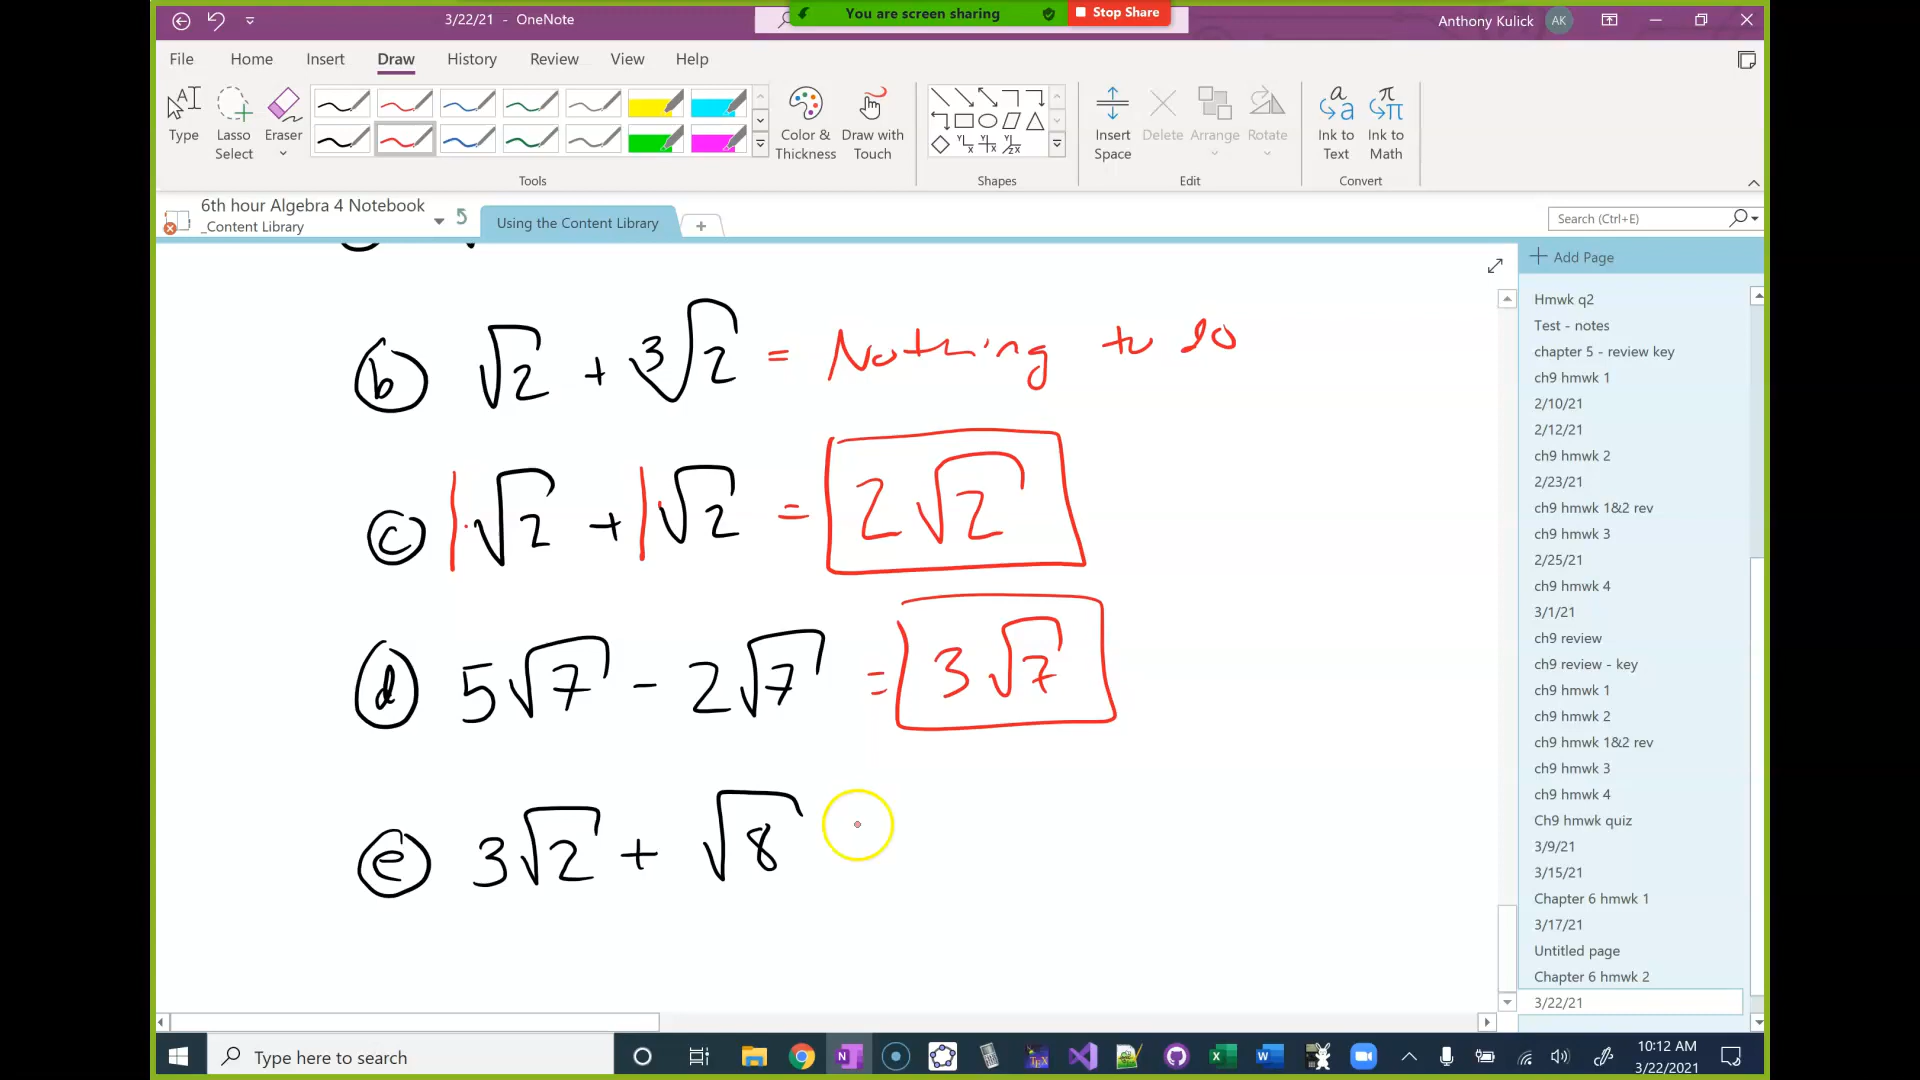 3/22/21 - OneNote
You are screen sharing
Stop Share
Anthony Kulick AK
File Home Insert Draw History Review View Help
Type
Lasso Select
Eraser
Color & Thickness
Draw with Touch
Insert Space
Delete
Arrange
Rotate
Ink to Text
Ink to Math
Tools
Shapes
Edit
Convert
6th hour Algebra 4 Notebook
_Content Library
Using the Content Library
Search (Ctrl+E)
Add Page
(b) √2 + ³√2 = Nothing to do
(c) 1·√2 + 1·√2 = 2√2
(d) 5√7 - 2√7 = 3√7
(e) 3√2 + √8
Hmwk q2
Test - notes
chapter 5 - review key
ch9 hmwk 1
2/10/21
2/12/21
ch9 hmwk 2
2/23/21
ch9 hmwk 1&2 rev
ch9 hmwk 3
2/25/21
ch9 hmwk 4
3/1/21
ch9 review
ch9 review - key
ch9 hmwk 1
ch9 hmwk 2
ch9 hmwk 1&2 rev
ch9 hmwk 3
ch9 hmwk 4
Ch9 hmwk quiz
3/9/21
3/15/21
Chapter 6 hmwk 1
3/17/21
Untitled page
Chapter 6 hmwk 2
3/22/21
Type here to search
10:12 AM
3/22/2021